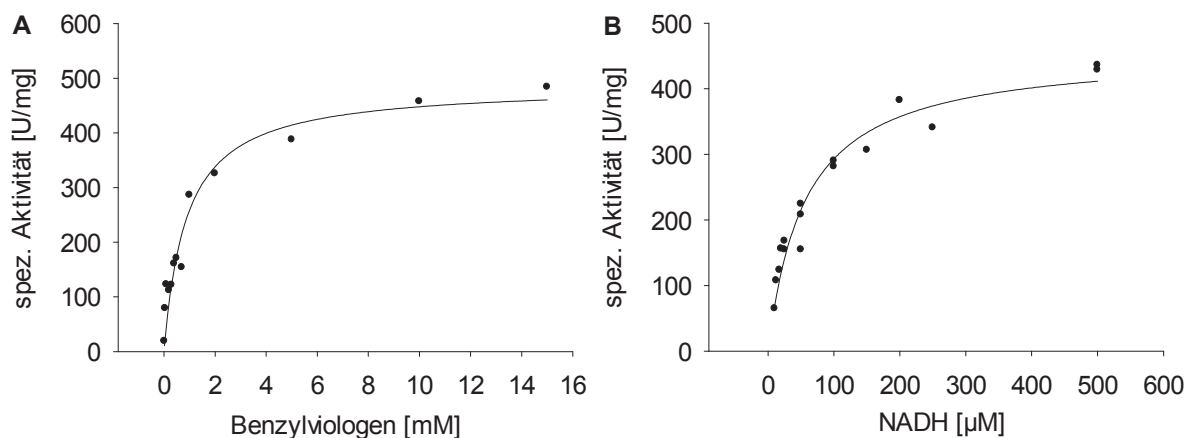 A
600
500
400
300
200
100
0
spez. Aktivität [U/mg]
0 2 4 6 8 10 12 14 16
Benzylviologen [mM]
B
500
400
300
200
100
0
spez. Aktivität [U/mg]
0 100 200 300 400 500 600
NADH [µM]